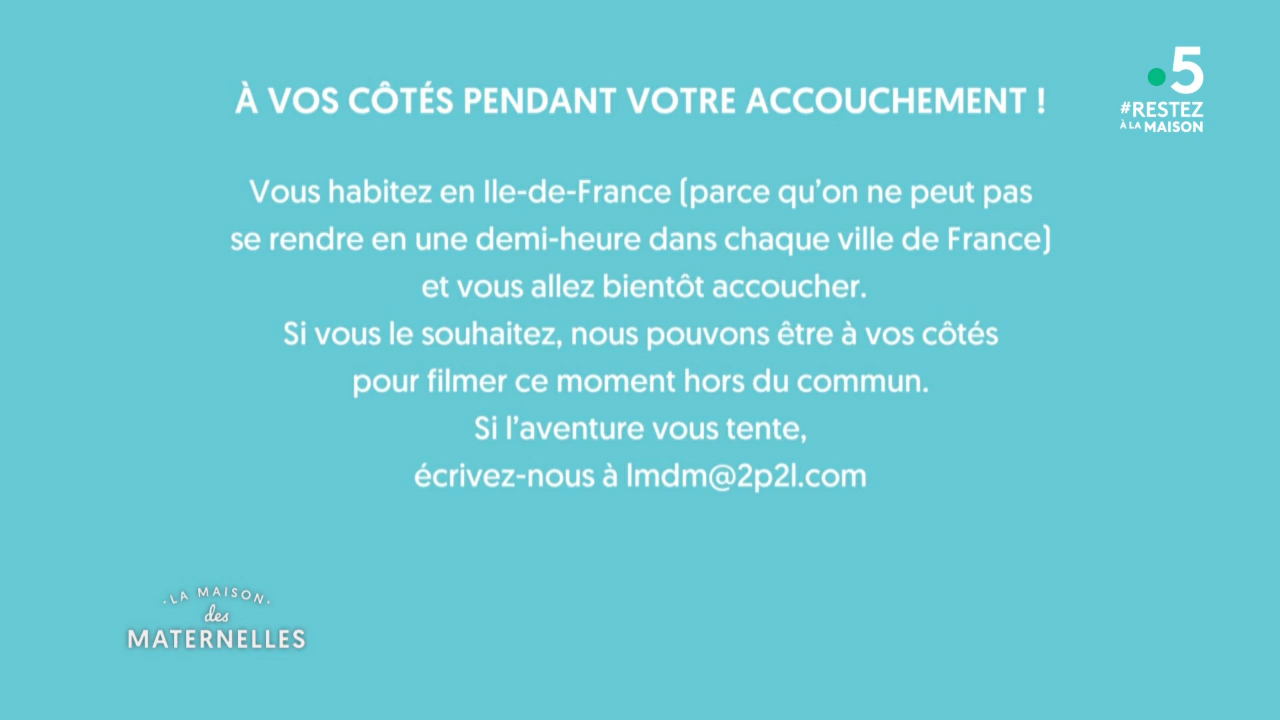 5
#RESTEZ
À LA MAISON
À VOS CÔTÉS PENDANT VOTRE ACCOUCHEMENT !
Vous habitez en Ile-de-France (parce qu’on ne peut pas
se rendre en une demi-heure dans chaque ville de France)
et vous allez bientôt accoucher.
Si vous le souhaitez, nous pouvons être à vos côtés
pour filmer ce moment hors du commun.
Si l’aventure vous tente,
écrivez-nous à lmdm@2p2l.com
·LA MAISON·
des
MATERNELLES